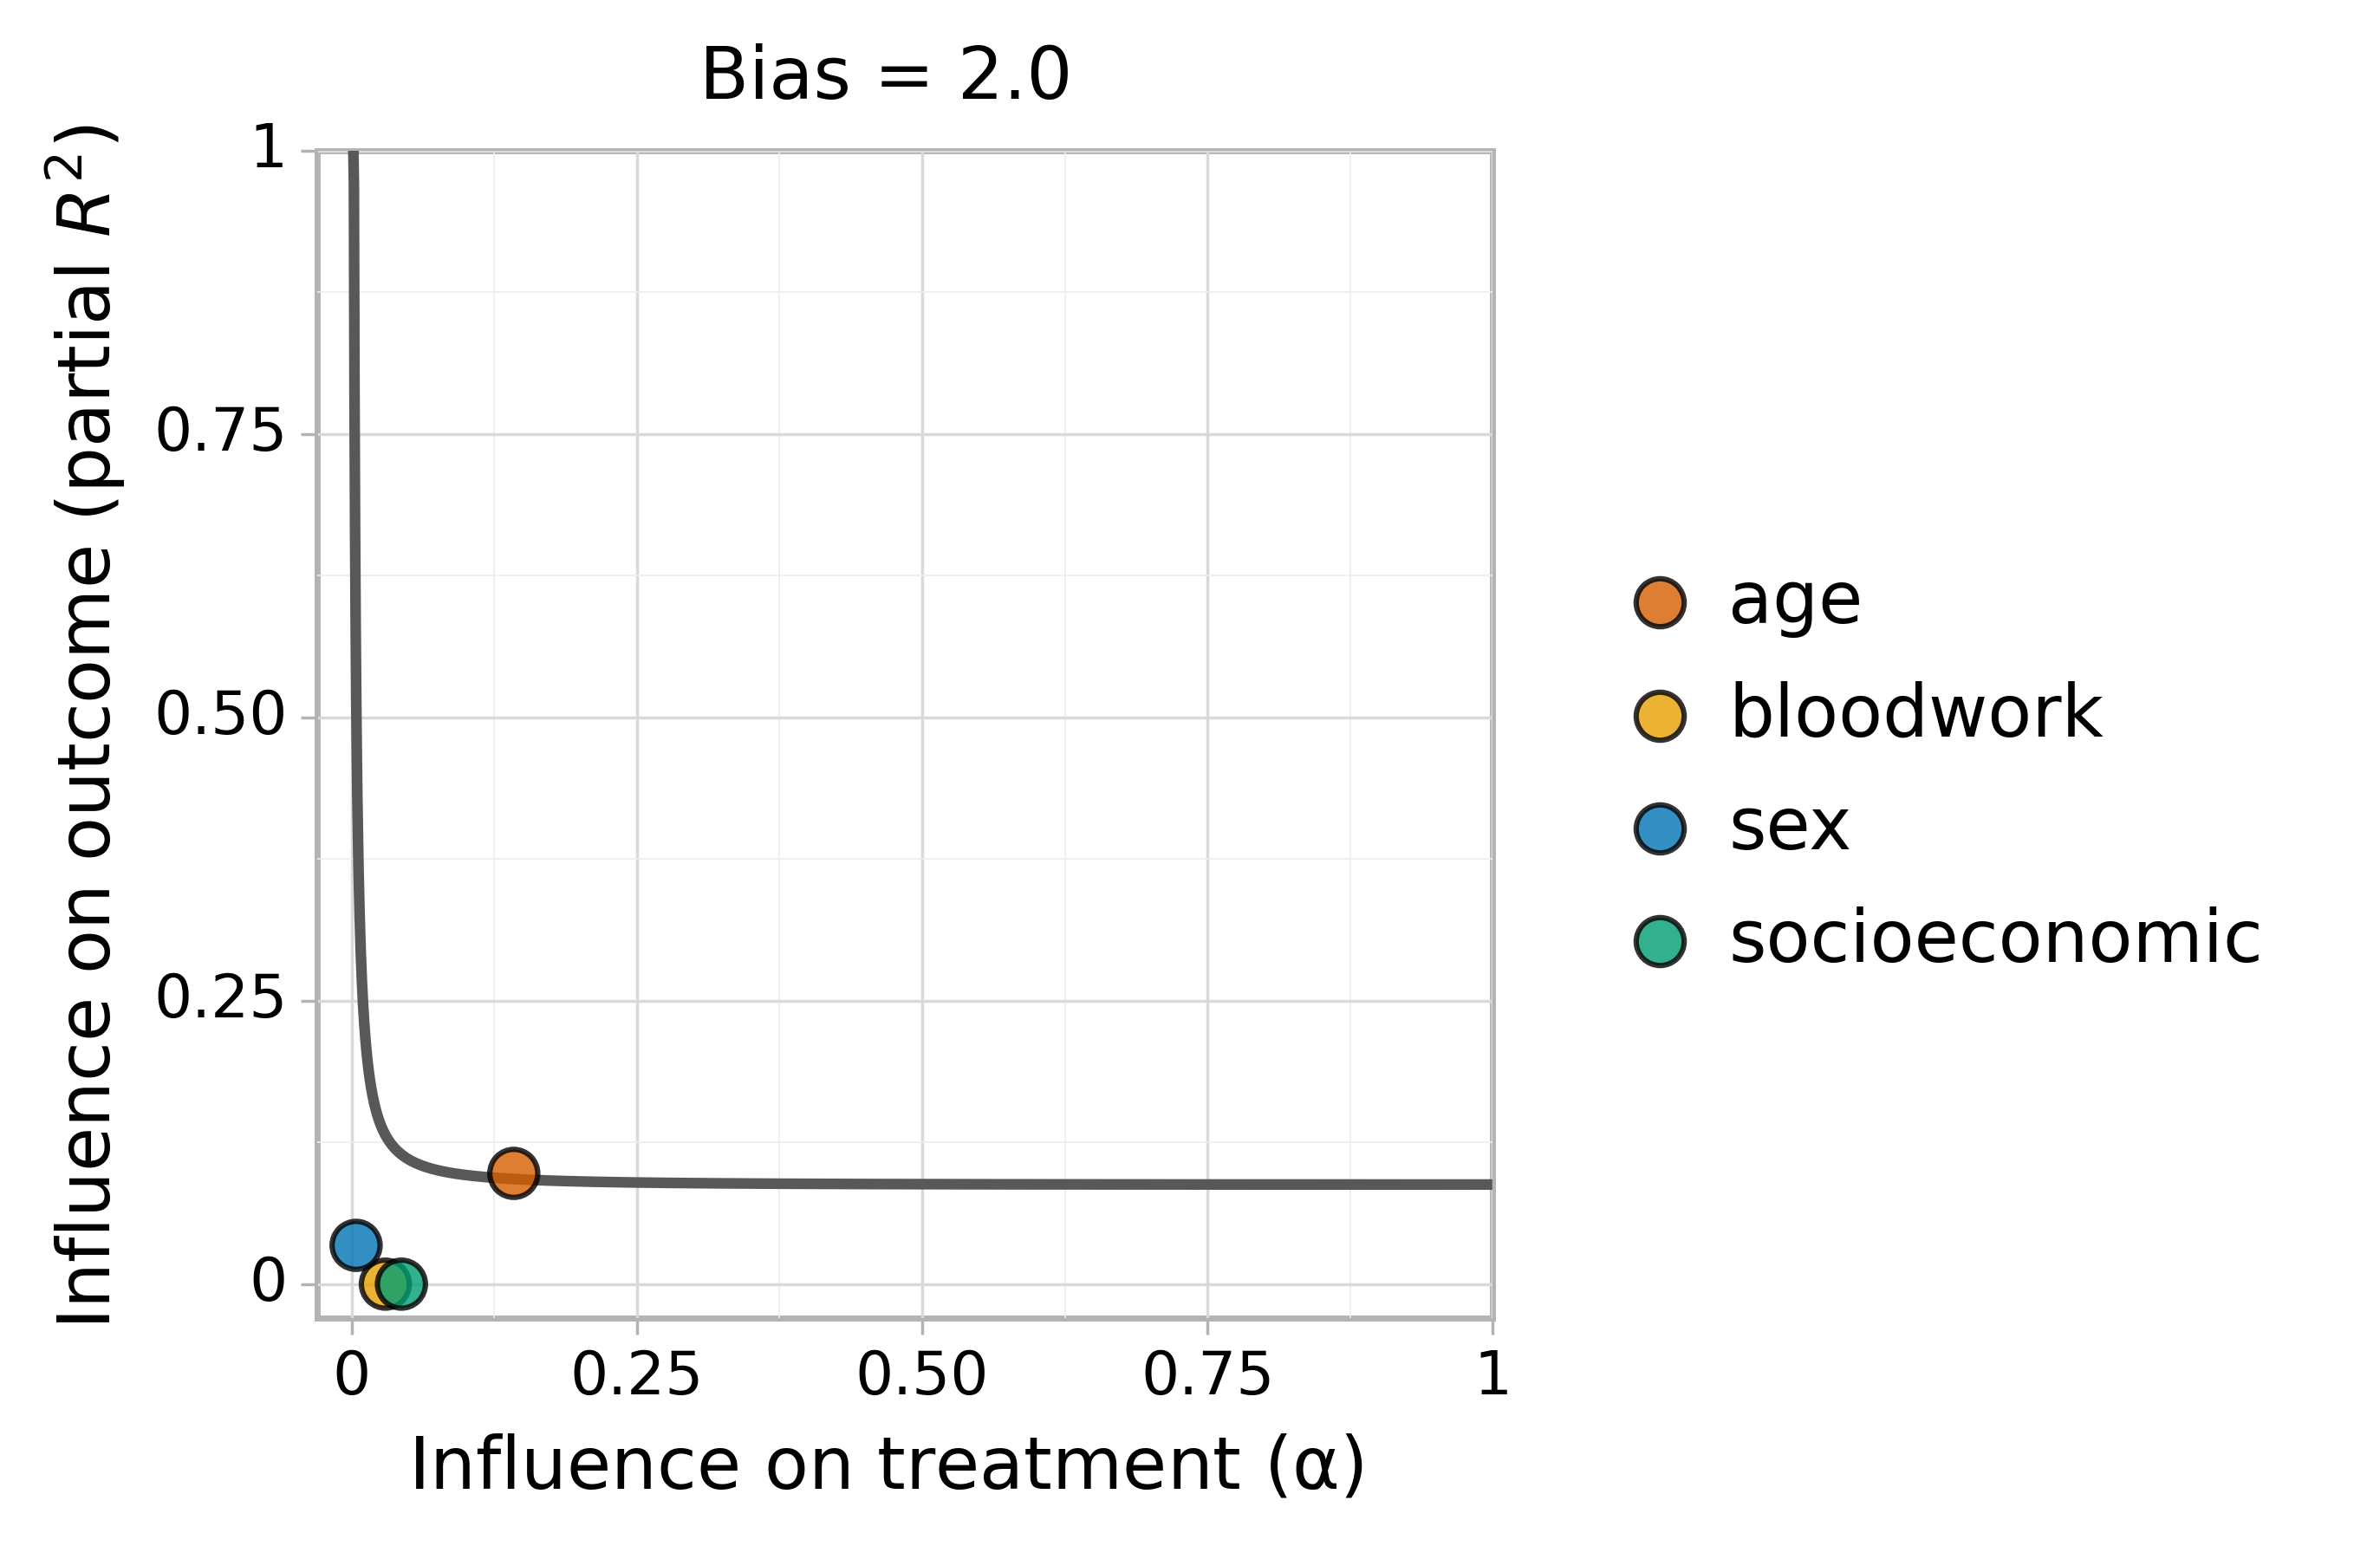 Bias = 2.0
Influence on outcome (partial R²)
1
0.75
0.50
0.25
0
0 0.25 0.50 0.75 1
Influence on treatment (α)
age
bloodwork
sex
socioeconomic